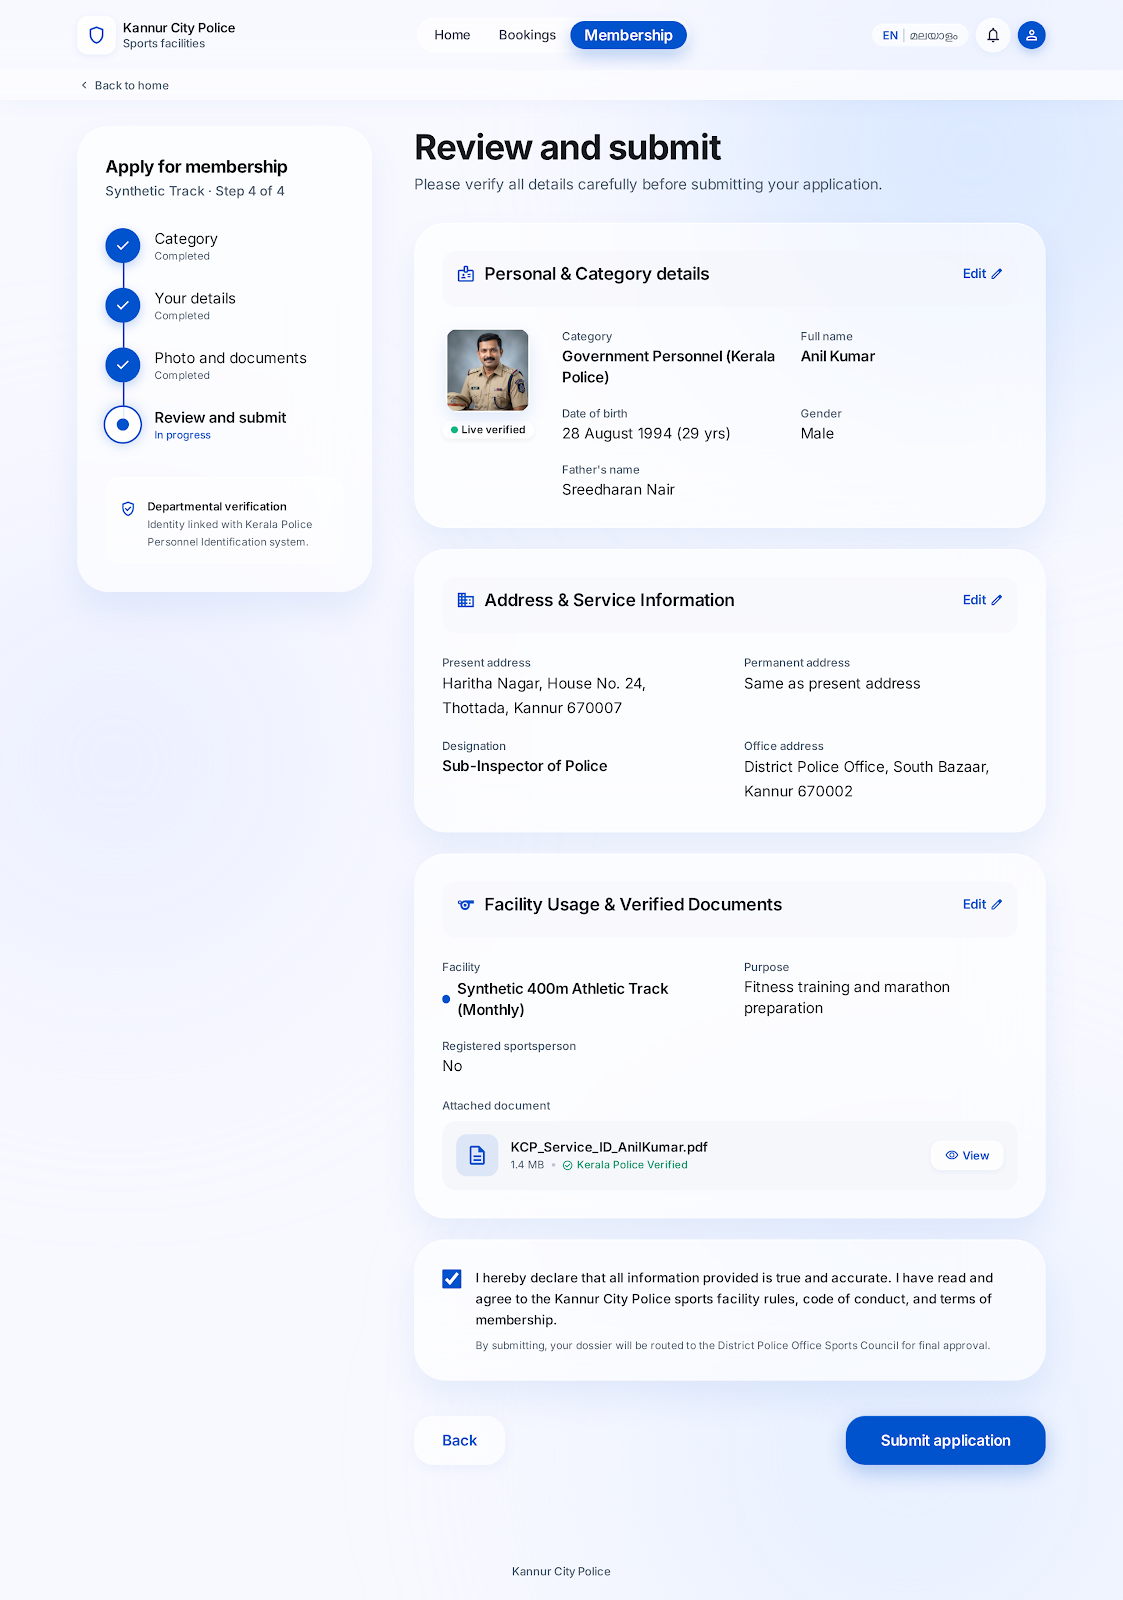 Kannur City Police
Sports facilities
Home
Bookings
Membership
EN
മലയാളം
Back to home
Apply for membership
Synthetic Track · Step 4 of 4
Category
Completed
Your details
Completed
Photo and documents
Completed
Review and submit
In progress
Departmental verification
Identity linked with Kerala Police
Personnel Identification system.
Review and submit
Please verify all details carefully before submitting your application.
Personal & Category details
Edit
Live verified
Category
Government Personnel (Kerala
Police)
Full name
Anil Kumar
Date of birth
28 August 1994 (29 yrs)
Gender
Male
Father's name
Sreedharan Nair
Address & Service Information
Edit
Present address
Haritha Nagar, House No. 24,
Thottada, Kannur 670007
Permanent address
Same as present address
Designation
Sub-Inspector of Police
Office address
District Police Office, South Bazaar,
Kannur 670002
Facility Usage & Verified Documents
Edit
Facility
Synthetic 400m Athletic Track
(Monthly)
Purpose
Fitness training and marathon
preparation
Registered sportsperson
No
Attached document
KCP_Service_ID_AnilKumar.pdf
1.4 MB • Kerala Police Verified
View
I hereby declare that all information provided is true and accurate. I have read and
agree to the Kannur City Police sports facility rules, code of conduct, and terms of
membership.
By submitting, your dossier will be routed to the District Police Office Sports Council for final approval.
Back
Submit application
Kannur City Police